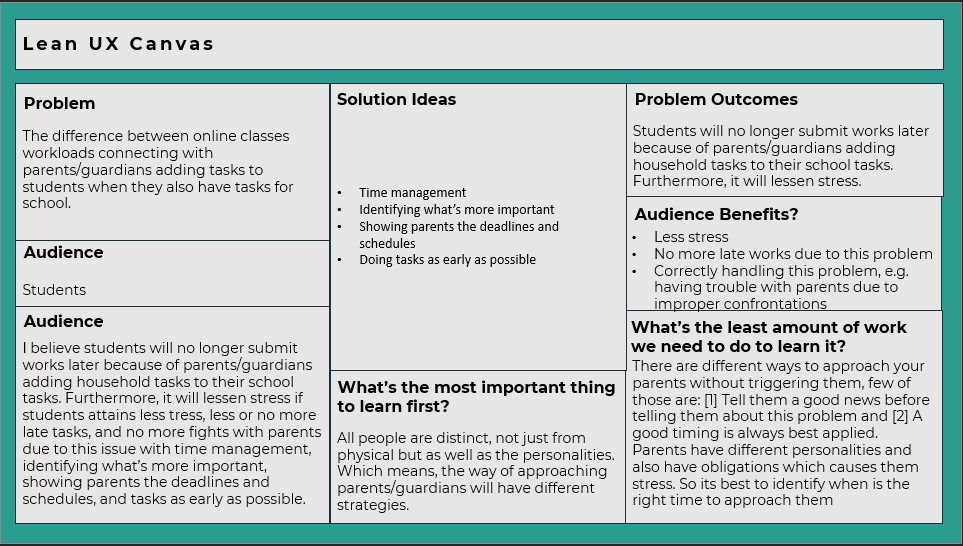 Lean UX Canvas
Problem
The difference between online classes
workloads connecting with
parents/guardians adding tasks to
students when they also have tasks for
school.
Audience
Students
Audience
I believe students will no longer submit
works later because of parents/guardians
adding household tasks to their school
tasks. Furthermore, it will lessen stress if
students attains less tress, less or no more
late tasks, and no more fights with parents
due to this issue with time management,
identifying what's more important,
showing parents the deadlines and
schedules, and tasks as early as possible.
Solution Ideas
• Time management
• Identifying what's more important
• Showing parents the deadlines and
schedules
• Doing tasks as early as possible
What's the most important thing
to learn first?
All people are distinct, not just from
physical but as well as the personalities.
Which means, the way of approaching
parents/guardians will have different
strategies.
Problem Outcomes
Students will no longer submit works later
because of parents/guardians adding
household tasks to their school tasks.
Furthermore, it will lessen stress.
Audience Benefits?
• Less stress
• No more late works due to this problem
• Correctly handling this problem, e.g.
having trouble with parents due to
improper confrontations
What's the least amount of work
we need to do to learn it?
There are different ways to approach your
parents without triggering them, few of
those are: [1] Tell them a good news before
telling them about this problem and [2] A
good timing is always best applied.
Parents have different personalities and
also have obligations which causes them
stress. So its best to identify when is the
right time to approach them